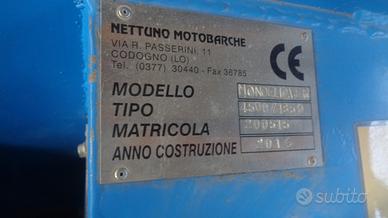 NETTUNO MOTOBARCHE
VIA R. PASSERINI, 11
CODOGNO (LO)
Tel. (0377) 30440 - Fax 36785
CE
MODELLO
TIPO
MATRICOLA
ANNO COSTRUZIONE
subito